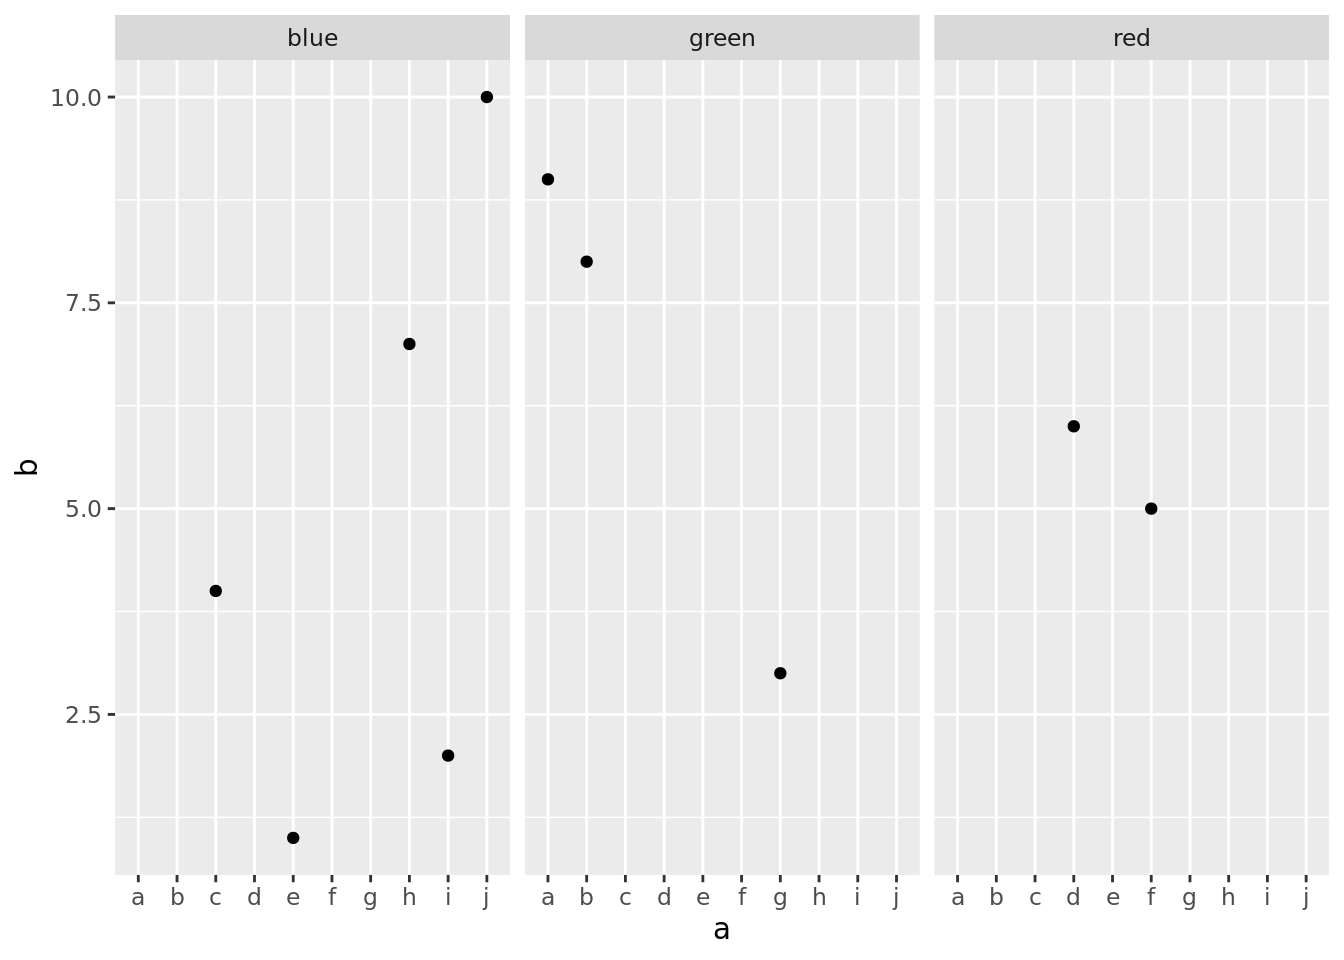 blue green red
10.0
7.5
5.0
2.5
b
a b c d e f g h i j a b c d e f g h i j a b c d e f g h i j
a